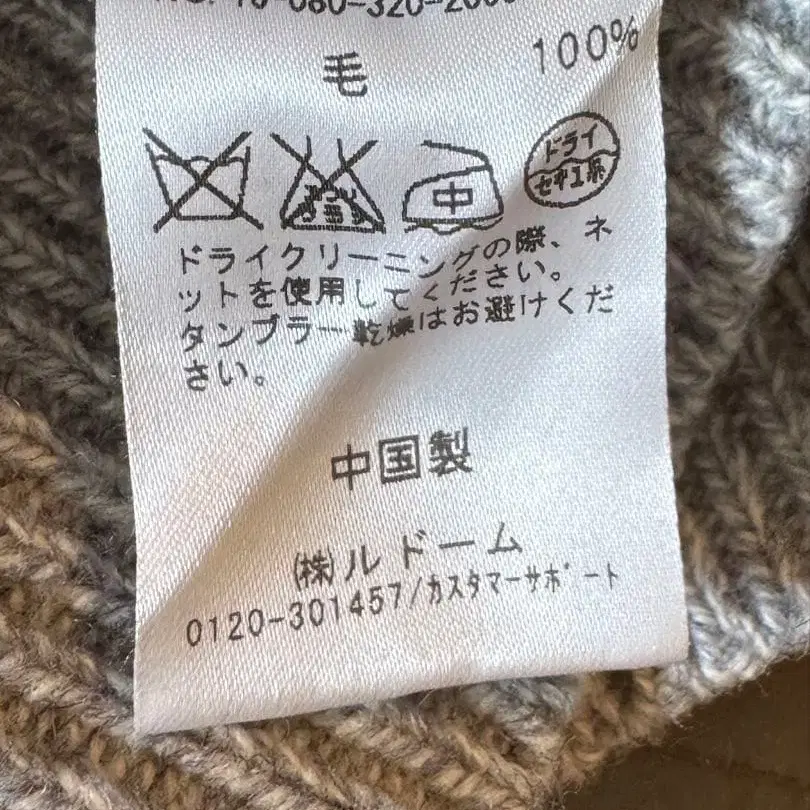 毛 100%
中 ドライ
セキユ系
ドライクリーニングの際、ネ
ットを使用してください。
タンブラー乾燥はお避けくだ
さい。
中国製
㈱ルドーム
0120-301457/カスタマーサポート